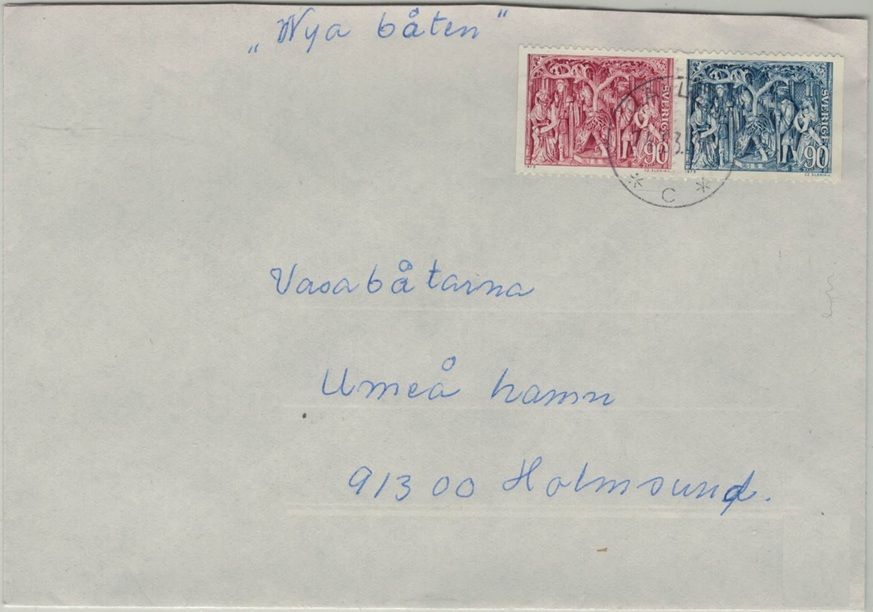 „Nya båten"
SVERIGE
90
SVERIGE
90
* C *
Vasabåtarna
Umeå hamn
913 00 Holmsund.